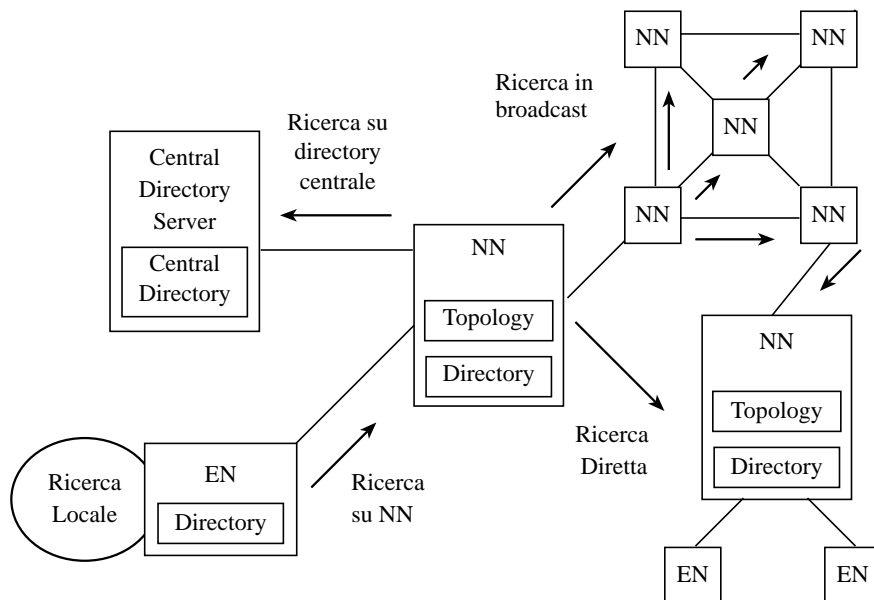 NN
NN
Ricerca in
broadcast
NN
Ricerca su
directory
centrale
Central
Directory
Server
Central
Directory
NN
NN
NN
Topology
Directory
NN
Topology
Directory
Ricerca
Diretta
Ricerca
Locale
EN
Directory
Ricerca
su NN
EN
EN